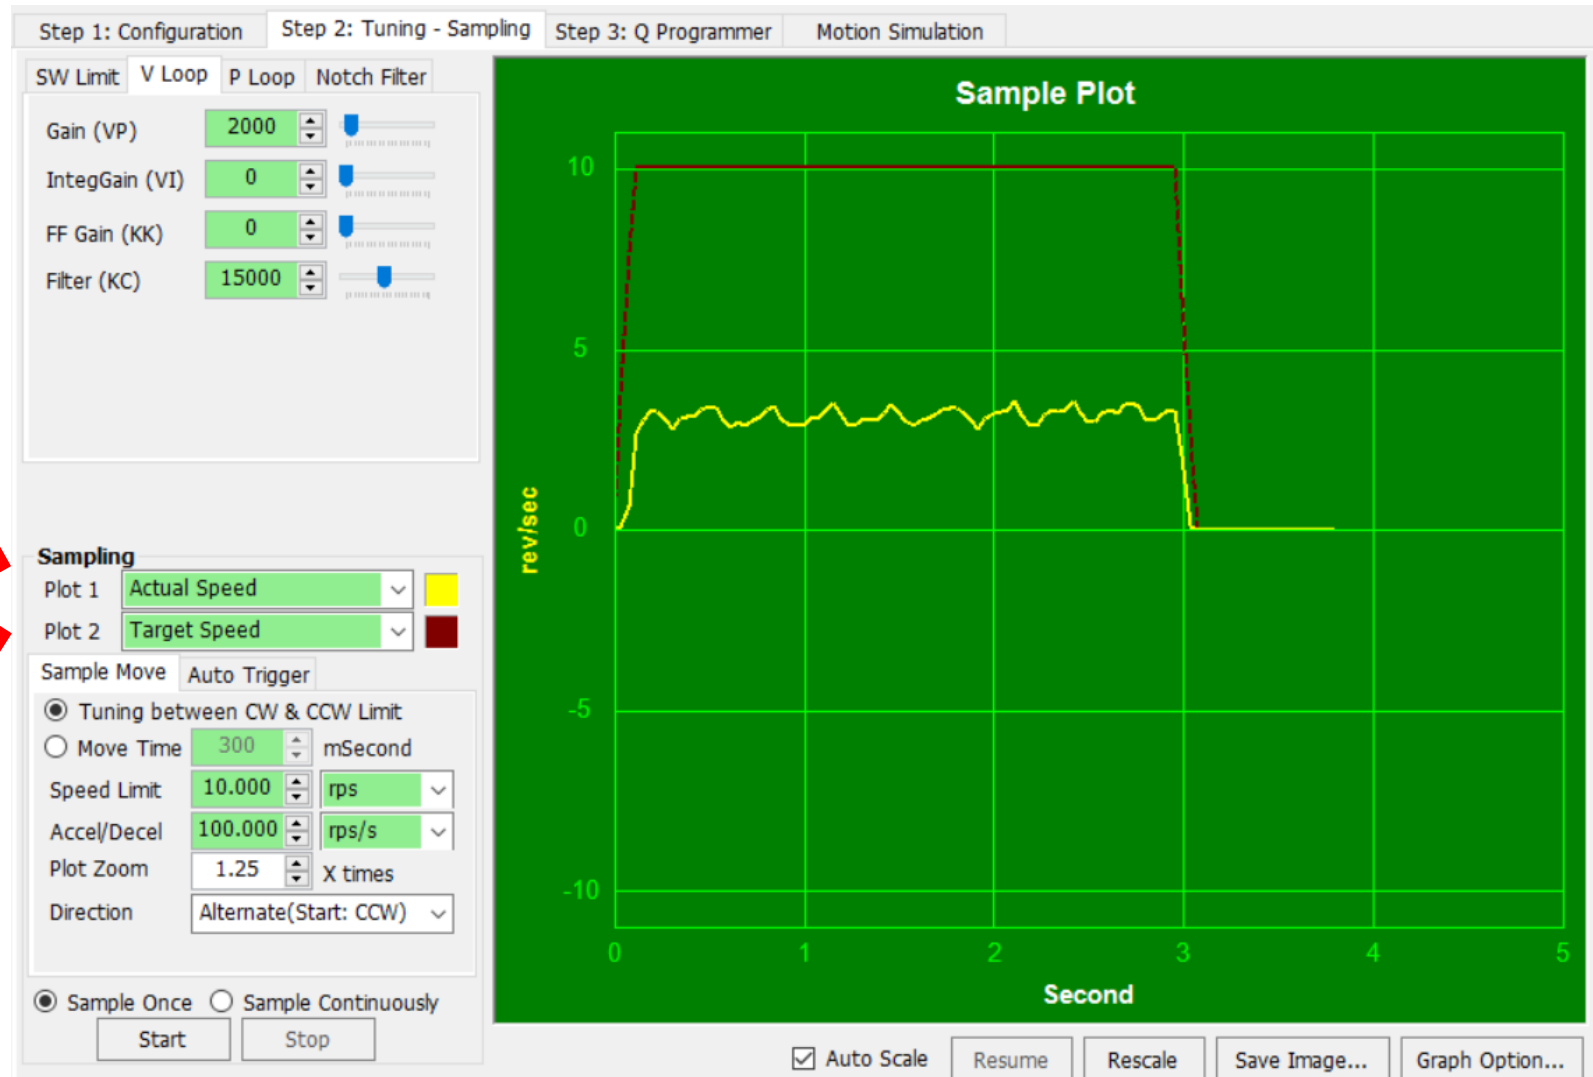 Step 1: Configuration Step 2: Tuning - Sampling Step 3: Q Programmer Motion Simulation
SW Limit V Loop P Loop Notch Filter
Gain (VP) 2000
IntegGain (VI) 0
FF Gain (KK) 0
Filter (KC) 15000
Sampling
Plot 1 Actual Speed
Plot 2 Target Speed
Sample Move Auto Trigger
Tuning between CW & CCW Limit
Move Time 300 mSecond
Speed Limit 10.000 rps
Accel/Decel 100.000 rps/s
Plot Zoom 1.25 X times
Direction Alternate(Start: CCW)
Sample Once Sample Continuously
Start Stop
Sample Plot
10
5
0
-5
-10
rev/sec
0 1 2 3 4 5
Second
Auto Scale Resume Rescale Save Image... Graph Option...